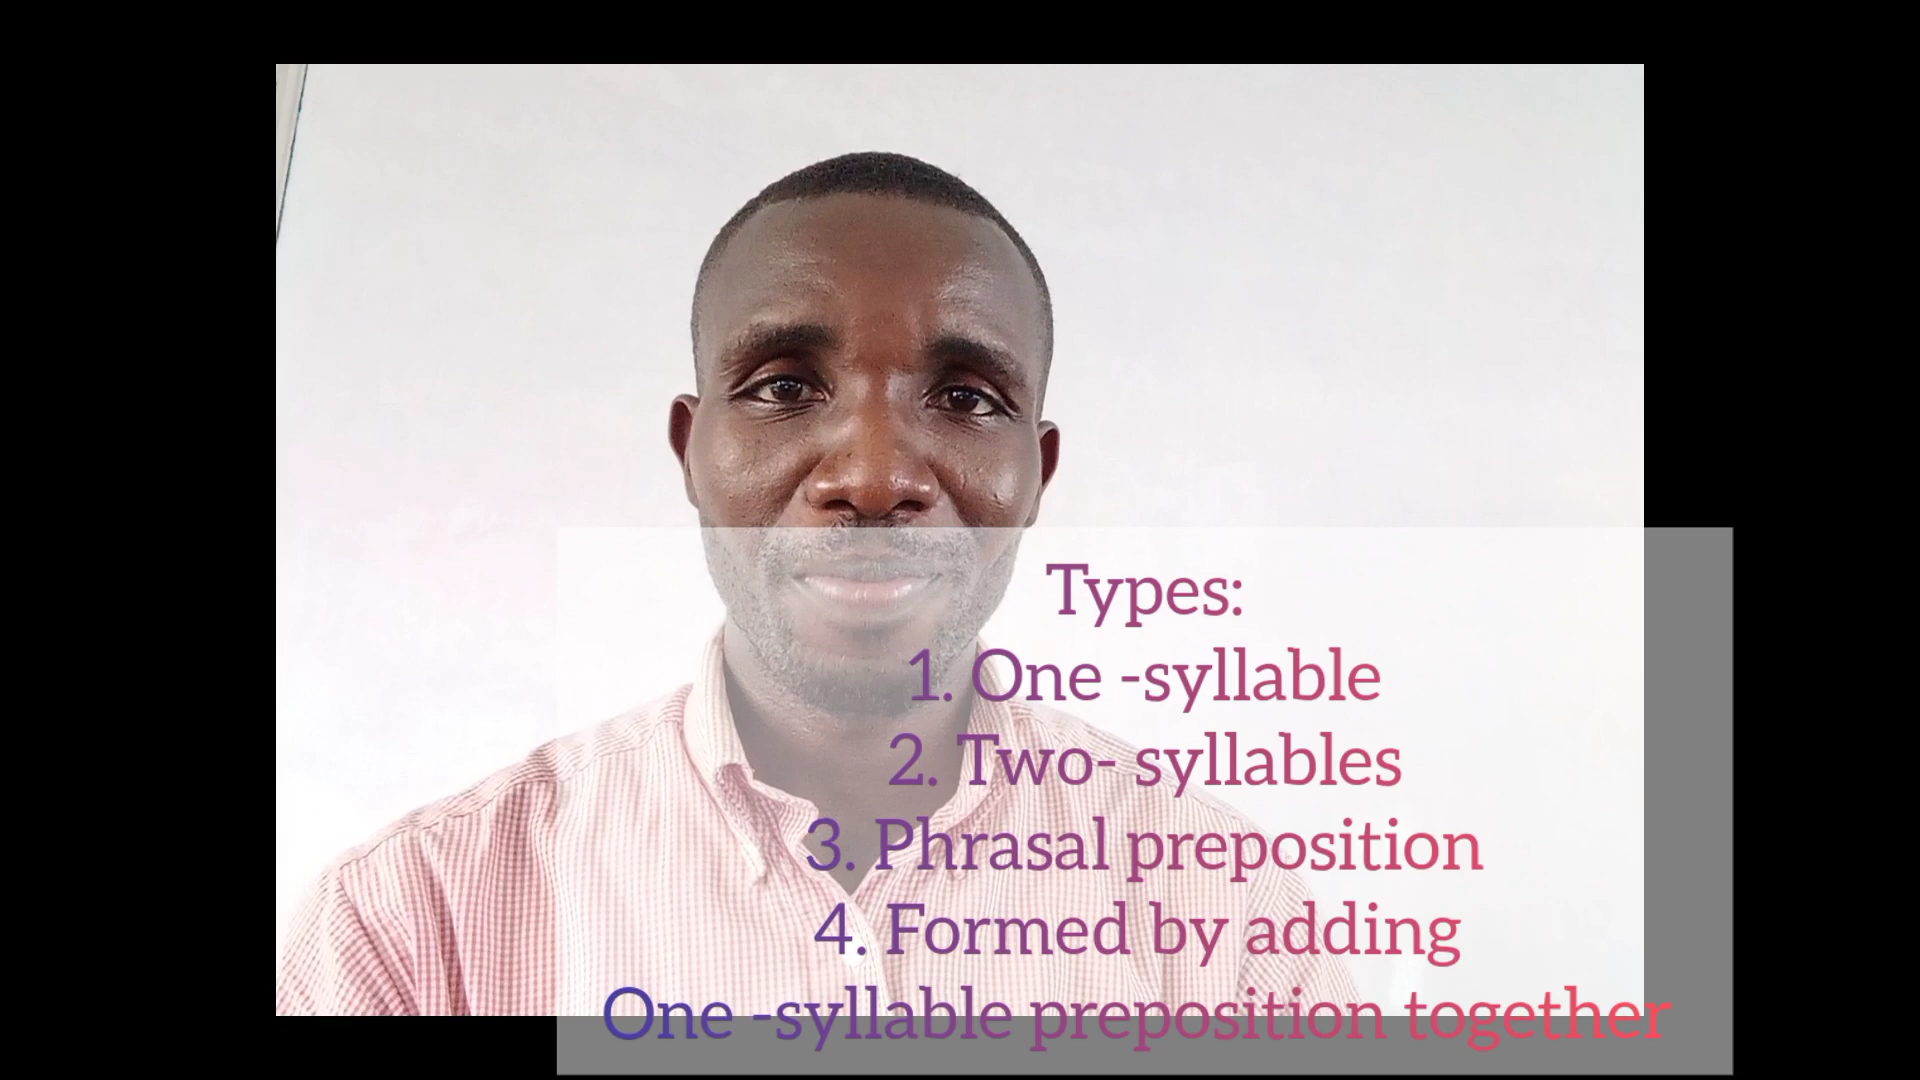 Types:
1. One -syllable
2. Two- syllables
3. Phrasal preposition
4. Formed by adding
One -syllable preposition together